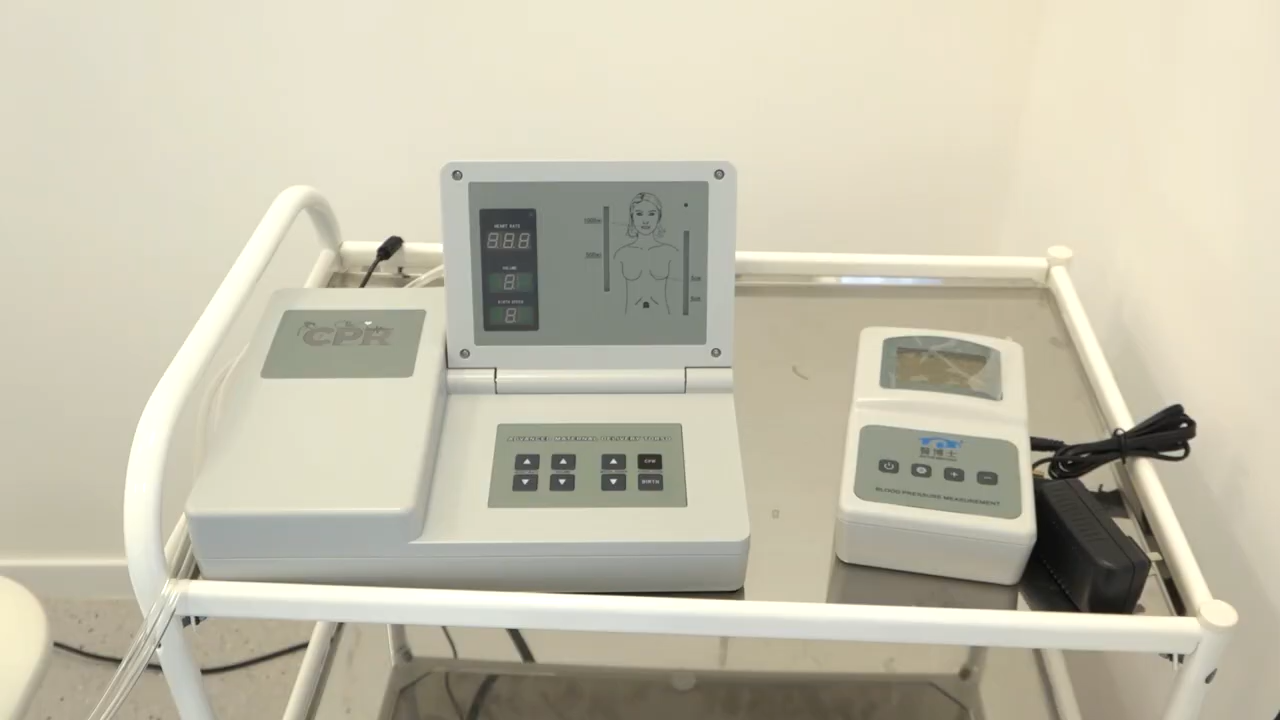 HEART RATE
888
VOLUME
8
BIRTH SPEED
8
CPR
ADVANCED MATERNAL DELIVERY TORSO
CPR
BIRTH
醫博士
BLOOD PRESSURE MEASUREMENT